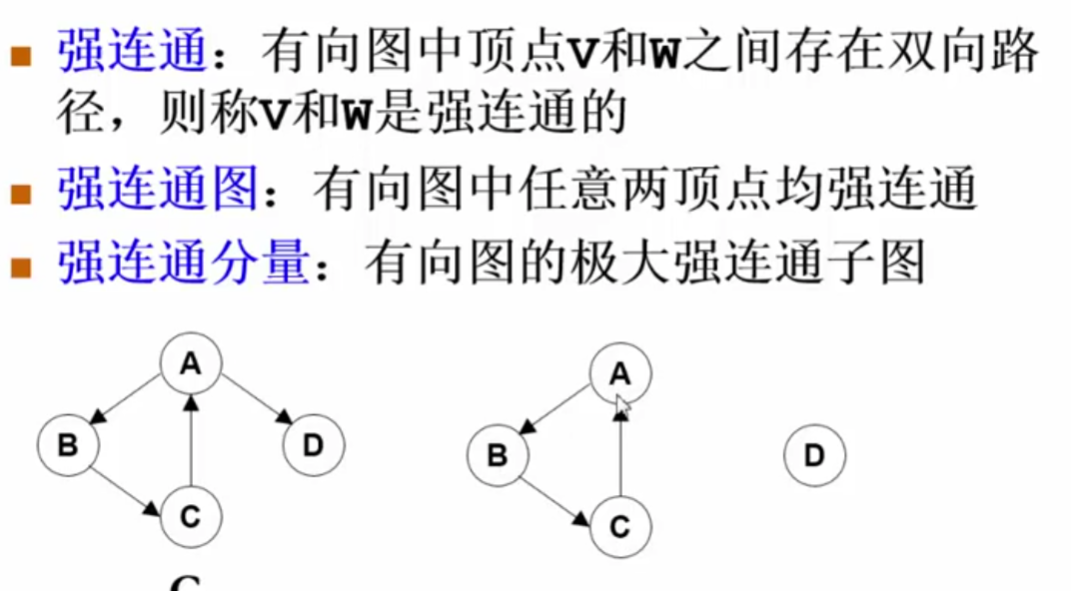 强连通：有向图中顶点V和W之间存在双向路
径，则称V和W是强连通的
强连通图：有向图中任意两顶点均强连通
强连通分量：有向图的极大强连通子图
A
A
B
D
B
D
C
C